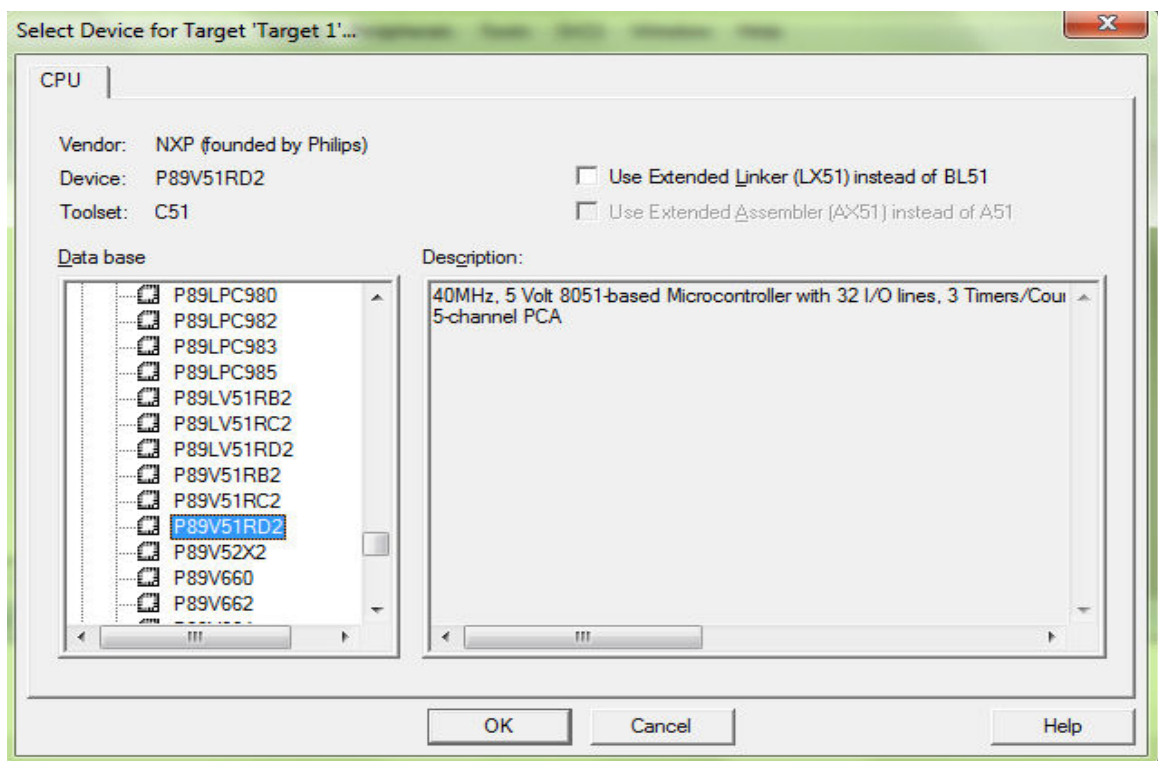 Select Device for Target 'Target 1'...
CPU
Vendor: NXP (founded by Philips)
Device: P89V51RD2
Toolset: C51
Use Extended Linker (LX51) instead of BL51
Use Extended Assembler (AX51) instead of A51
Data base
P89LPC980
P89LPC982
P89LPC983
P89LPC985
P89LV51RB2
P89LV51RC2
P89LV51RD2
P89V51RB2
P89V51RC2
P89V51RD2
P89V52X2
P89V660
P89V662
Description:
40MHz, 5 Volt 8051-based Microcontroller with 32 I/O lines, 3 Timers/Cour
5-channel PCA
OK
Cancel
Help